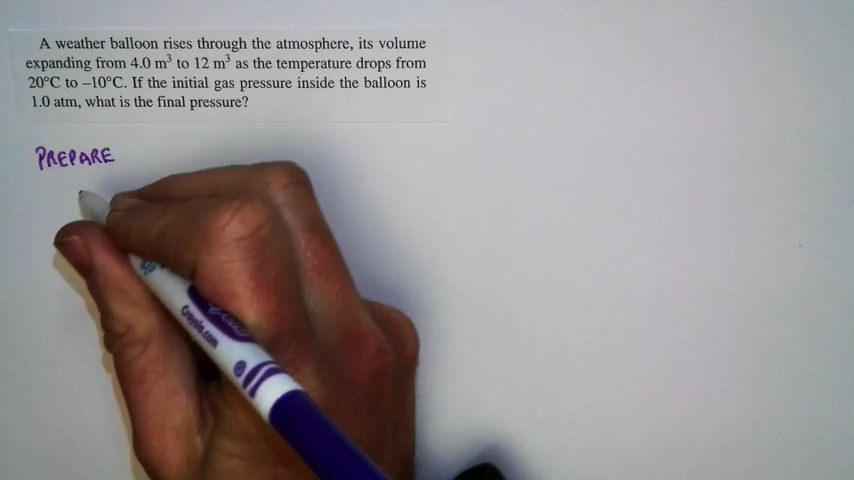 A weather balloon rises through the atmosphere, its volume
expanding from 4.0 m³ to 12 m³ as the temperature drops from
20°C to –10°C. If the initial gas pressure inside the balloon is
1.0 atm, what is the final pressure?
PREPARE
Crayola.com